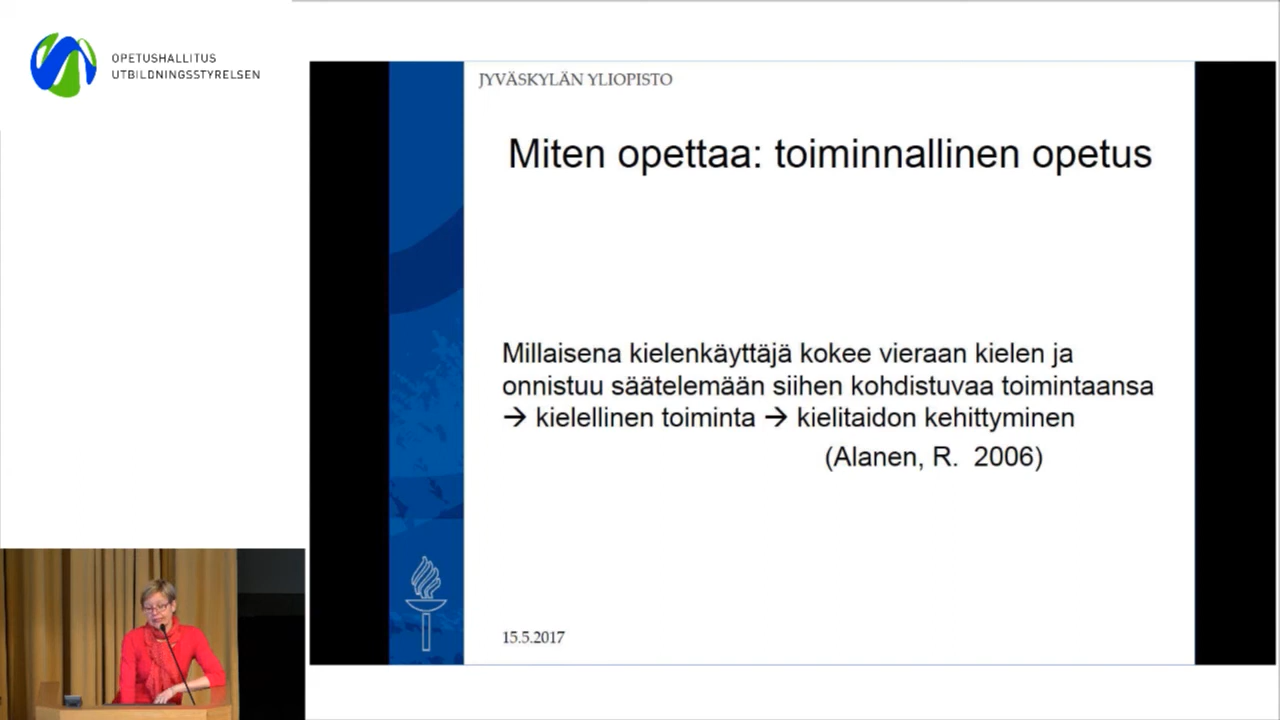 OPETUSHALLITUS
UTBILDNINGSSTYRELSEN
JYVÄSKYLÄN YLIOPISTO
Miten opettaa: toiminnallinen opetus
Millaisena kielenkäyttäjä kokee vieraan kielen ja
onnistuu säätelemään siihen kohdistuvaa toimintaansa
→ kielellinen toiminta → kielitaidon kehittyminen
(Alanen, R. 2006)
15.5.2017